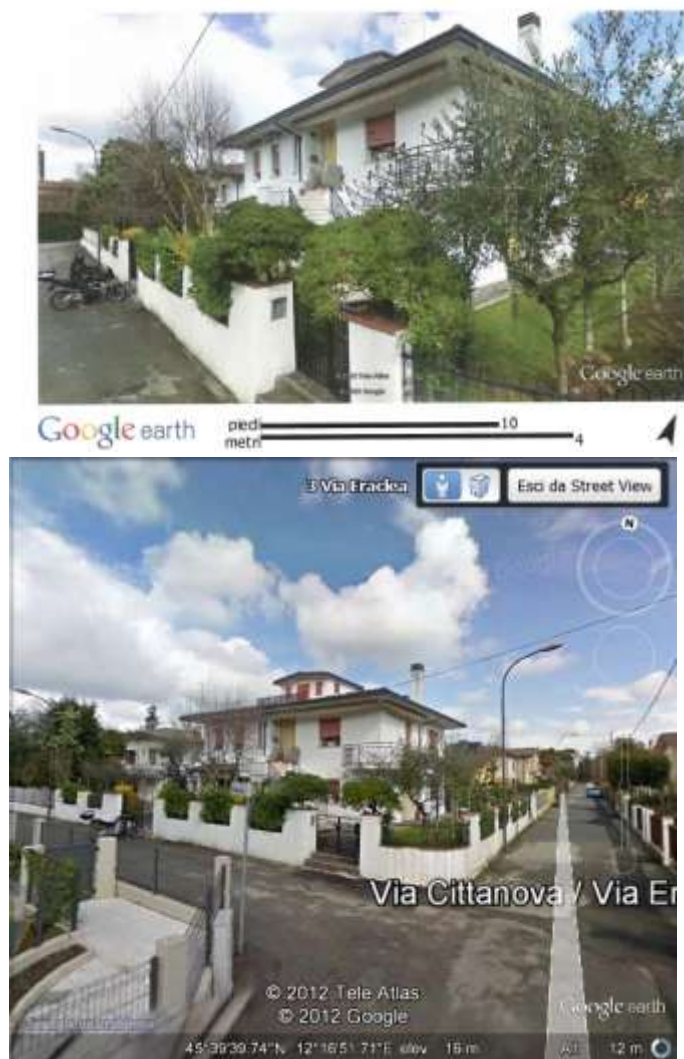 Google earth
Google earth
piedi 10
metri 4
3 Via Eraclea
Esci da Street View
N
Via Cittanova / Via Er
© 2012 Tele Atlas
© 2012 Google
Google earth
45°39'39.74"N 12°16'51.71"E elev 16 m
12 m